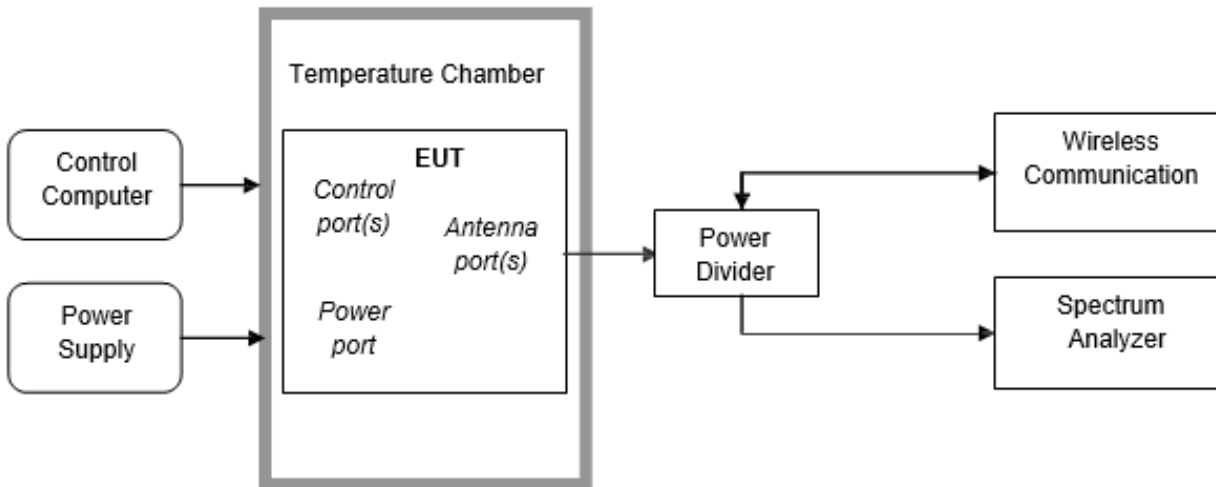 Temperature Chamber
Control
Computer
Power
Supply
EUT
Control
port(s)
Antenna
port(s)
Power
port
Power
Divider
Wireless
Communication
Spectrum
Analyzer